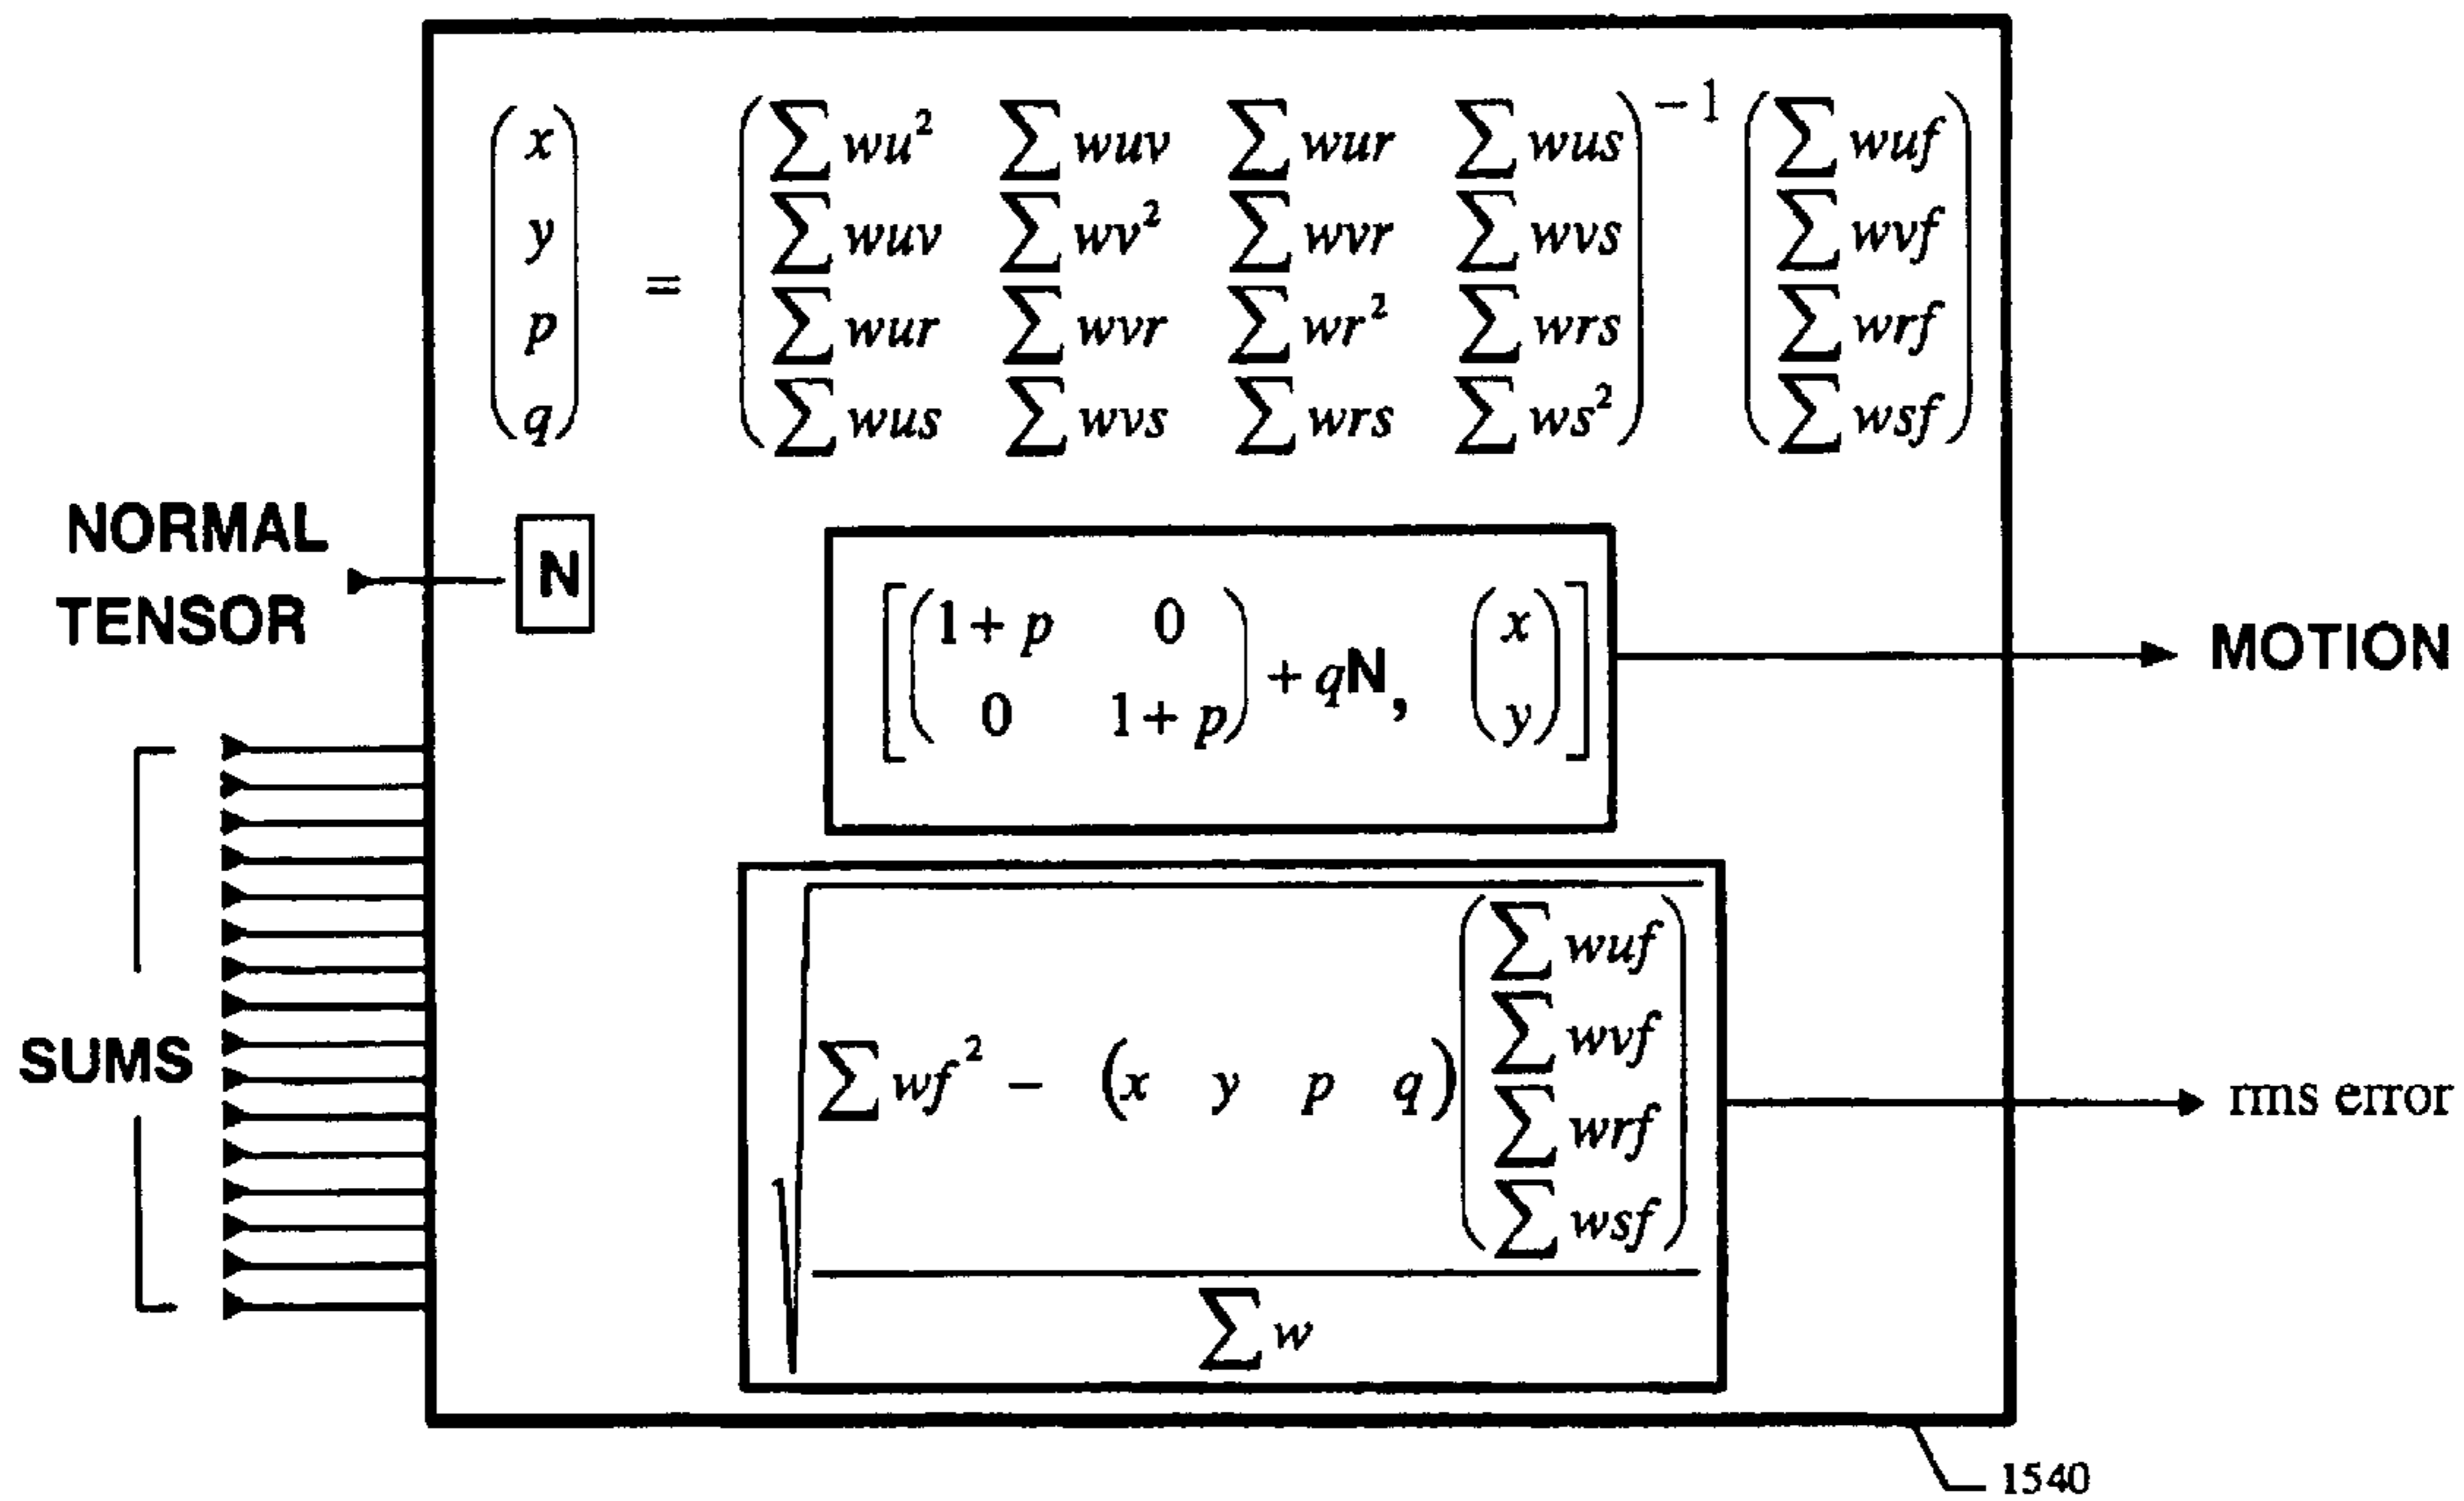 x
y
p
q
=
∑wu² ∑wuv ∑wur ∑wus
∑wuv ∑wv² ∑wvr ∑wvs
∑wur ∑wvr ∑wr² ∑wrs
∑wus ∑wvs ∑wrs ∑ws²
−1
∑wuf
∑wvf
∑wrf
∑wsf
NORMAL
TENSOR
N
[(1+p 0
0 1+p) + qN, (x
y)]
MOTION
SUMS
∑wf² − (x y p q)
∑wuf
∑wvf
∑wrf
∑wsf
∑w
rms error
1540